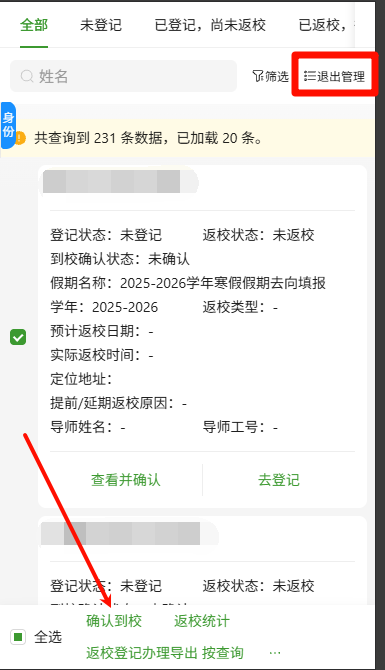 全部 未登记 已登记，尚未返校 已返校，
姓名 筛选 退出管理
身份
共查询到 231 条数据，已加载 20 条。
登记状态：未登记 返校状态：未返校
到校确认状态：未确认
假期名称：2025-2026学年寒假假期去向填报
学年：2025-2026 返校类型：-
预计返校日期：-
实际返校时间：-
定位地址：
提前/延期返校原因：-
导师姓名：- 导师工号：-
查看并确认 去登记
登记状态：未登记 返校状态：未返校
确认到校 返校统计
全选
返校登记办理导出 按查询 ···